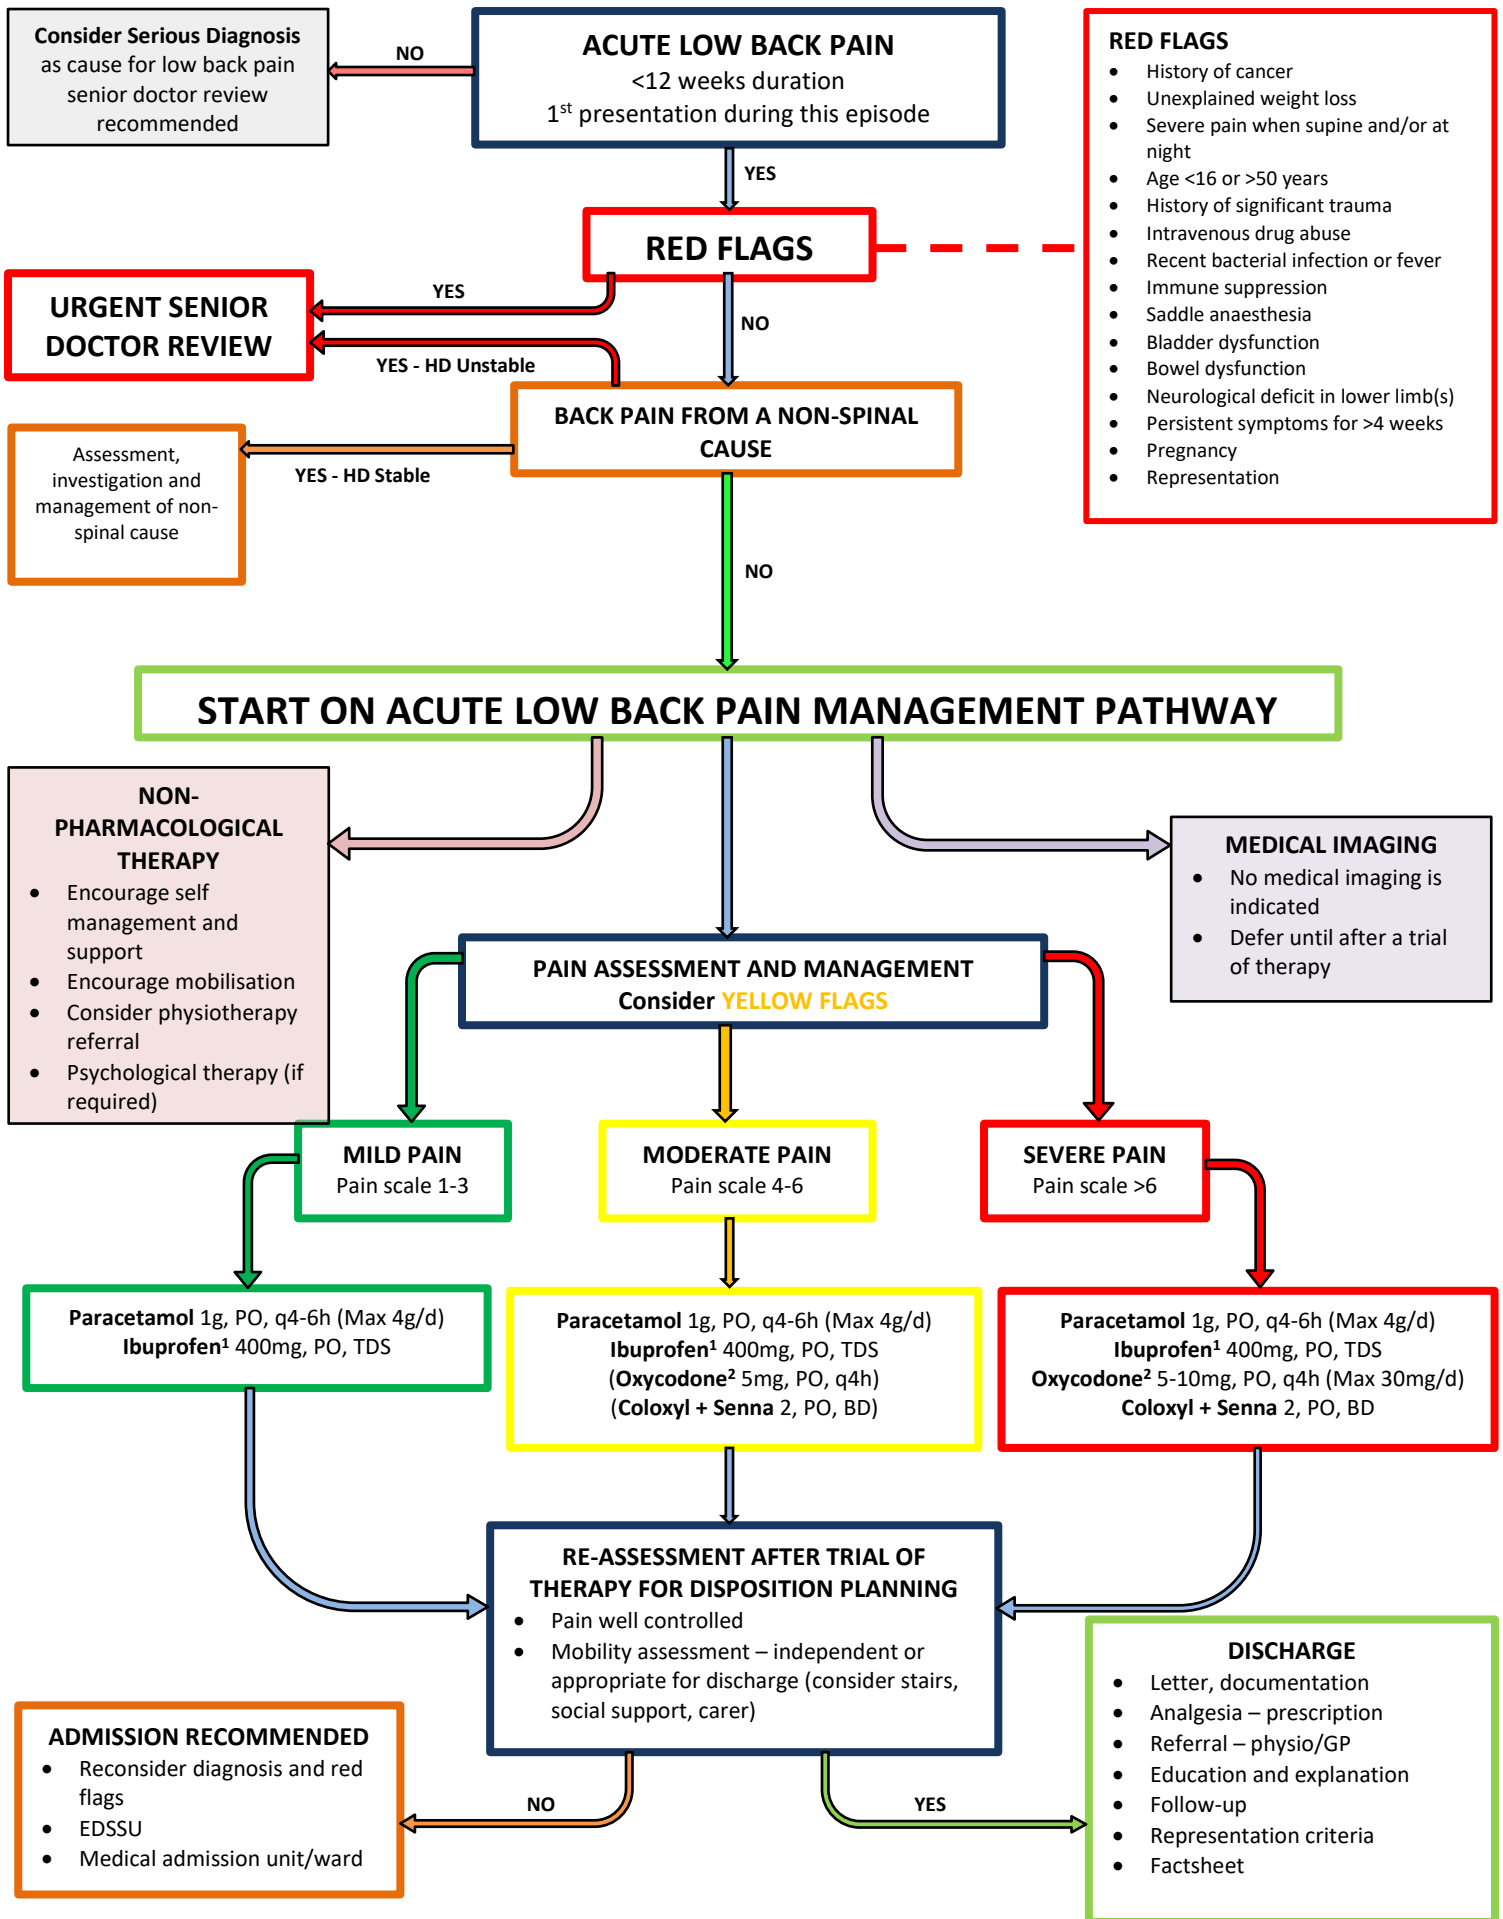 Consider Serious Diagnosis
as cause for low back pain
senior doctor review
recommended
NO
ACUTE LOW BACK PAIN
<12 weeks duration
1st presentation during this episode
YES
RED FLAGS
• History of cancer
• Unexplained weight loss
• Severe pain when supine and/or at
night
• Age <16 or >50 years
• History of significant trauma
• Intravenous drug abuse
• Recent bacterial infection or fever
• Immune suppression
• Saddle anaesthesia
• Bladder dysfunction
• Bowel dysfunction
• Neurological deficit in lower limb(s)
• Persistent symptoms for >4 weeks
• Pregnancy
• Representation
RED FLAGS
YES
NO
URGENT SENIOR
DOCTOR REVIEW
YES - HD Unstable
BACK PAIN FROM A NON-SPINAL
CAUSE
YES - HD Stable
Assessment,
investigation and
management of non-
spinal cause
NO
START ON ACUTE LOW BACK PAIN MANAGEMENT PATHWAY
NON-
PHARMACOLOGICAL
THERAPY
• Encourage self
management and
support
• Encourage mobilisation
• Consider physiotherapy
referral
• Psychological therapy (if
required)
MEDICAL IMAGING
• No medical imaging is
indicated
• Defer until after a trial
of therapy
PAIN ASSESSMENT AND MANAGEMENT
Consider YELLOW FLAGS
MILD PAIN
Pain scale 1-3
MODERATE PAIN
Pain scale 4-6
SEVERE PAIN
Pain scale >6
Paracetamol 1g, PO, q4-6h (Max 4g/d)
Ibuprofen¹ 400mg, PO, TDS
Paracetamol 1g, PO, q4-6h (Max 4g/d)
Ibuprofen¹ 400mg, PO, TDS
(Oxycodone² 5mg, PO, q4h)
(Coloxyl + Senna 2, PO, BD)
Paracetamol 1g, PO, q4-6h (Max 4g/d)
Ibuprofen¹ 400mg, PO, TDS
Oxycodone² 5-10mg, PO, q4h (Max 30mg/d)
Coloxyl + Senna 2, PO, BD
RE-ASSESSMENT AFTER TRIAL OF
THERAPY FOR DISPOSITION PLANNING
• Pain well controlled
• Mobility assessment – independent or
appropriate for discharge (consider stairs,
social support, carer)
NO
YES
ADMISSION RECOMMENDED
• Reconsider diagnosis and red
flags
• EDSSU
• Medical admission unit/ward
DISCHARGE
• Letter, documentation
• Analgesia – prescription
• Referral – physio/GP
• Education and explanation
• Follow-up
• Representation criteria
• Factsheet